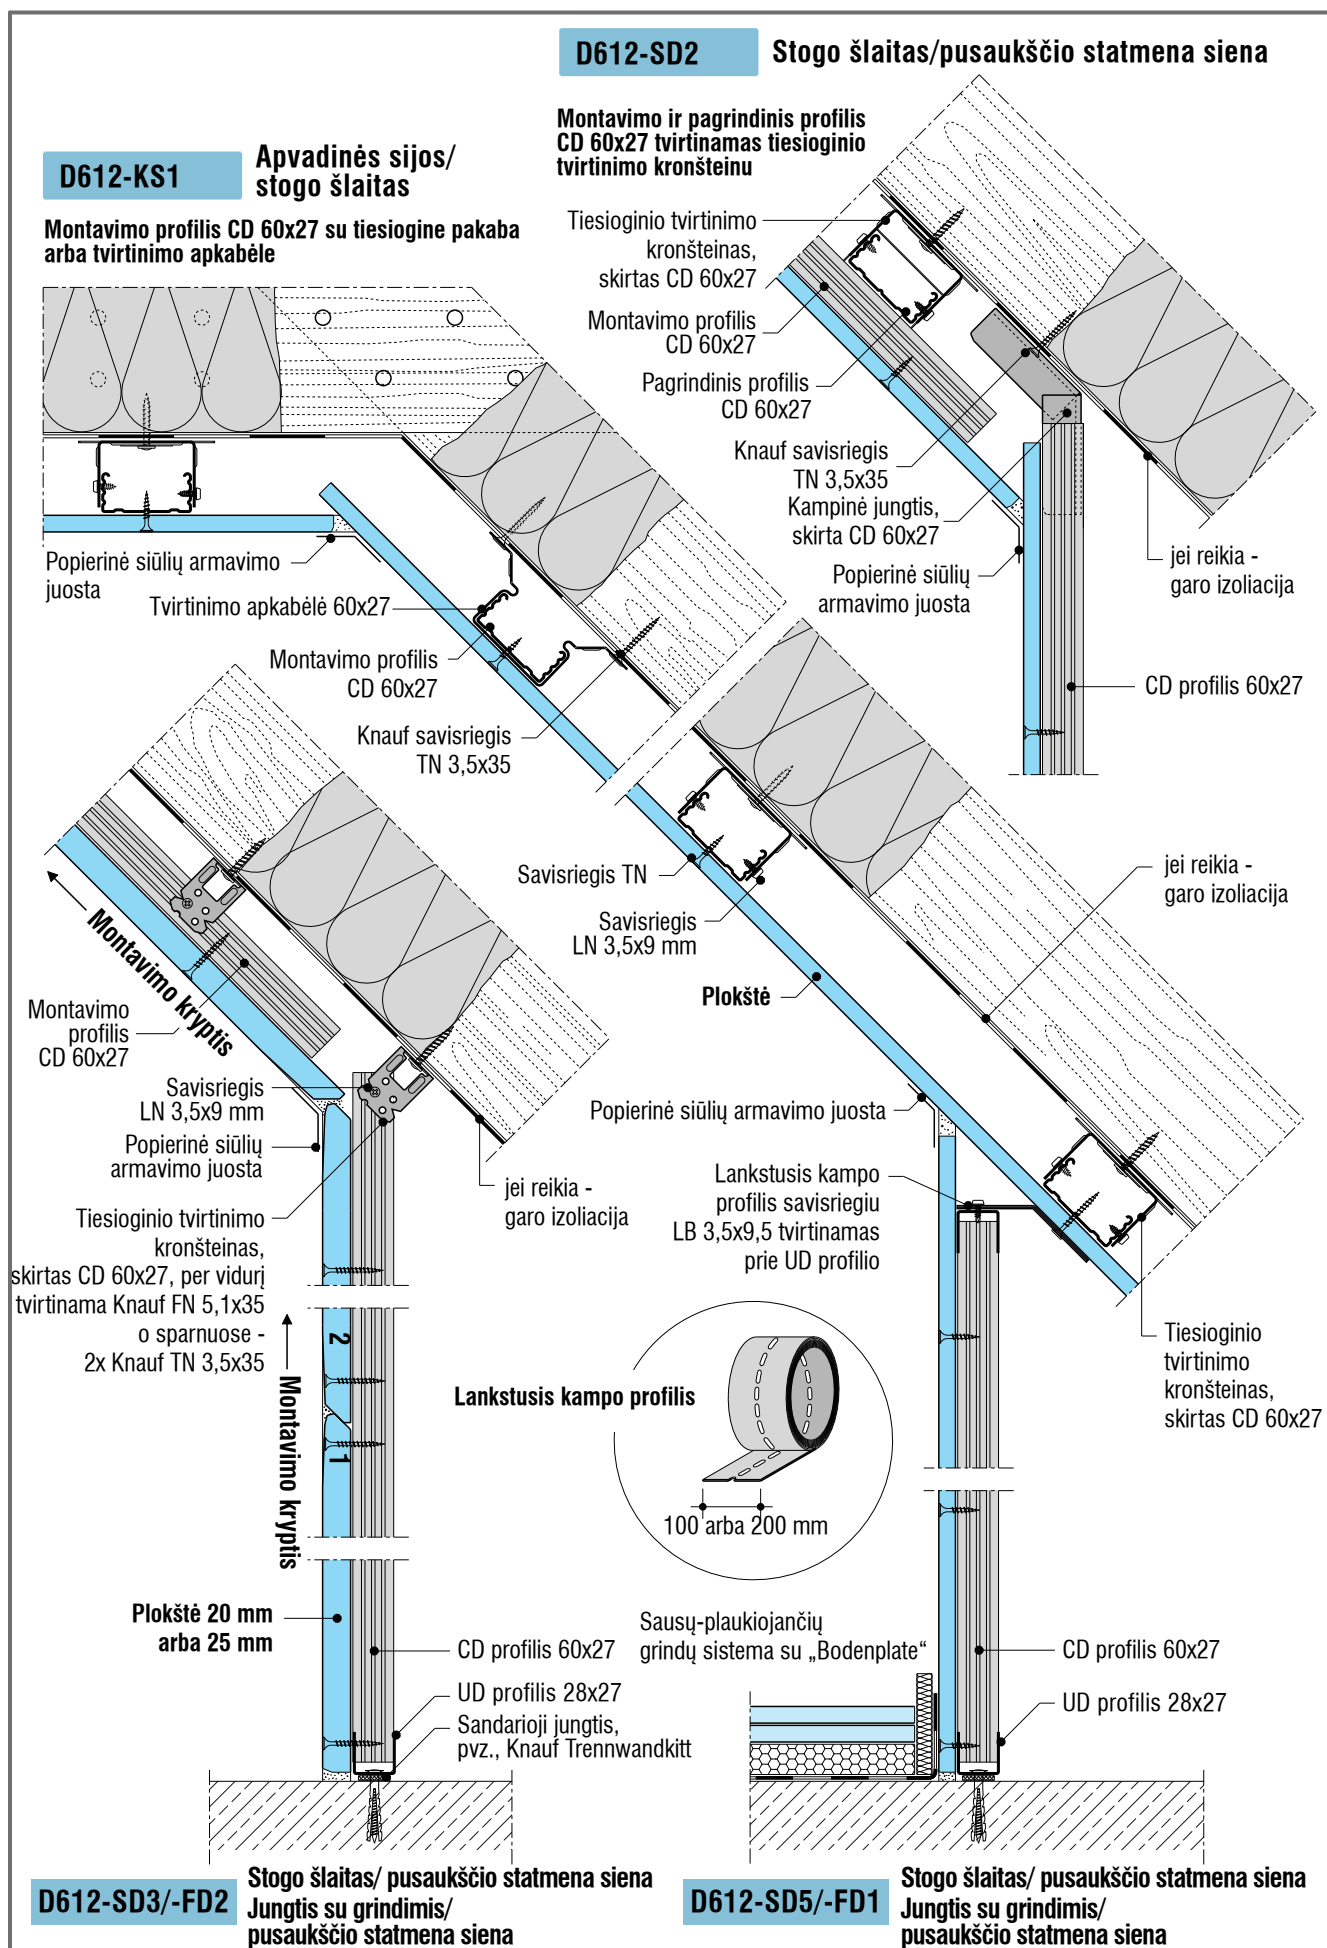 D612-SD2
Stogo šlaitas/pusaukščio statmena siena
Montavimo ir pagrindinis profilis
CD 60x27 tvirtinamas tiesioginio
tvirtinimo kronšteinu
D612-KS1
Apvadinės sijos/
stogo šlaitas
Montavimo profilis CD 60x27 su tiesiogine pakaba
arba tvirtinimo apkabėle
Tiesioginio tvirtinimo
kronšteinas,
skirtas CD 60x27
Montavimo profilis
CD 60x27
Pagrindinis profilis
CD 60x27
Knauf savisriegis
TN 3,5x35
Kampinė jungtis,
skirta CD 60x27
Popierinė siūlių
armavimo juosta
jei reikia -
garo izoliacija
CD profilis 60x27
Popierinė siūlių armavimo
juosta
Tvirtinimo apkabėlė 60x27
Montavimo profilis
CD 60x27
Knauf savisriegis
TN 3,5x35
Savisriegis TN
Savisriegis
LN 3,5x9 mm
Plokštė
jei reikia -
garo izoliacija
Montavimo kryptis
Montavimo
profilis
CD 60x27
Savisriegis
LN 3,5x9 mm
Popierinė siūlių
armavimo juosta
Tiesioginio tvirtinimo
kronšteinas,
skirtas CD 60x27, per vidurį
tvirtinama Knauf FN 5,1x35
o sparnuose -
2x Knauf TN 3,5x35
jei reikia -
garo izoliacija
Popierinė siūlių armavimo juosta
Lankstusis kampo
profilis savisriegiu
LB 3,5x9,5 tvirtinamas
prie UD profilio
Tiesioginio
tvirtinimo
kronšteinas,
skirtas CD 60x27
2
1
Montavimo kryptis
Lankstusis kampo profilis
100 arba 200 mm
Plokštė 20 mm
arba 25 mm
CD profilis 60x27
UD profilis 28x27
Sandarioji jungtis,
pvz., Knauf Trennwandkitt
Sausų-plaukiojančių
grindų sistema su „Bodenplate“
CD profilis 60x27
UD profilis 28x27
D612-SD3/-FD2
Stogo šlaitas/ pusaukščio statmena siena
Jungtis su grindimis/
pusaukščio statmena siena
D612-SD5/-FD1
Stogo šlaitas/ pusaukščio statmena siena
Jungtis su grindimis/
pusaukščio statmena siena